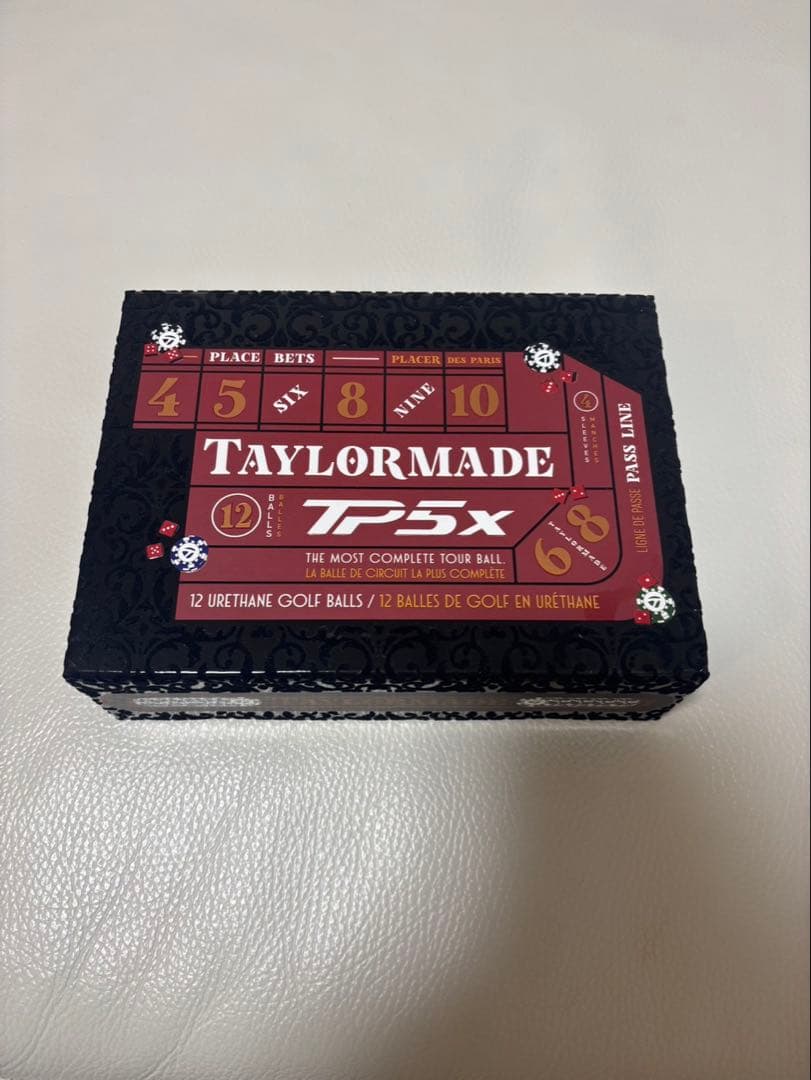 PLACE BETS PLACER DES PARIS
4 5 SIX 8 NINE 10
4
SLEEVES
MANCHES
PASS LINE
LIGNE DE PASSE
TAYLORMADE
12
BALLS
BALLES
TP5x
6 8
TAYLORMADE
THE MOST COMPLETE TOUR BALL.
LA BALLE DE CIRCUIT LA PLUS COMPLÈTE
12 URETHANE GOLF BALLS / 12 BALLES DE GOLF EN URÉTHANE